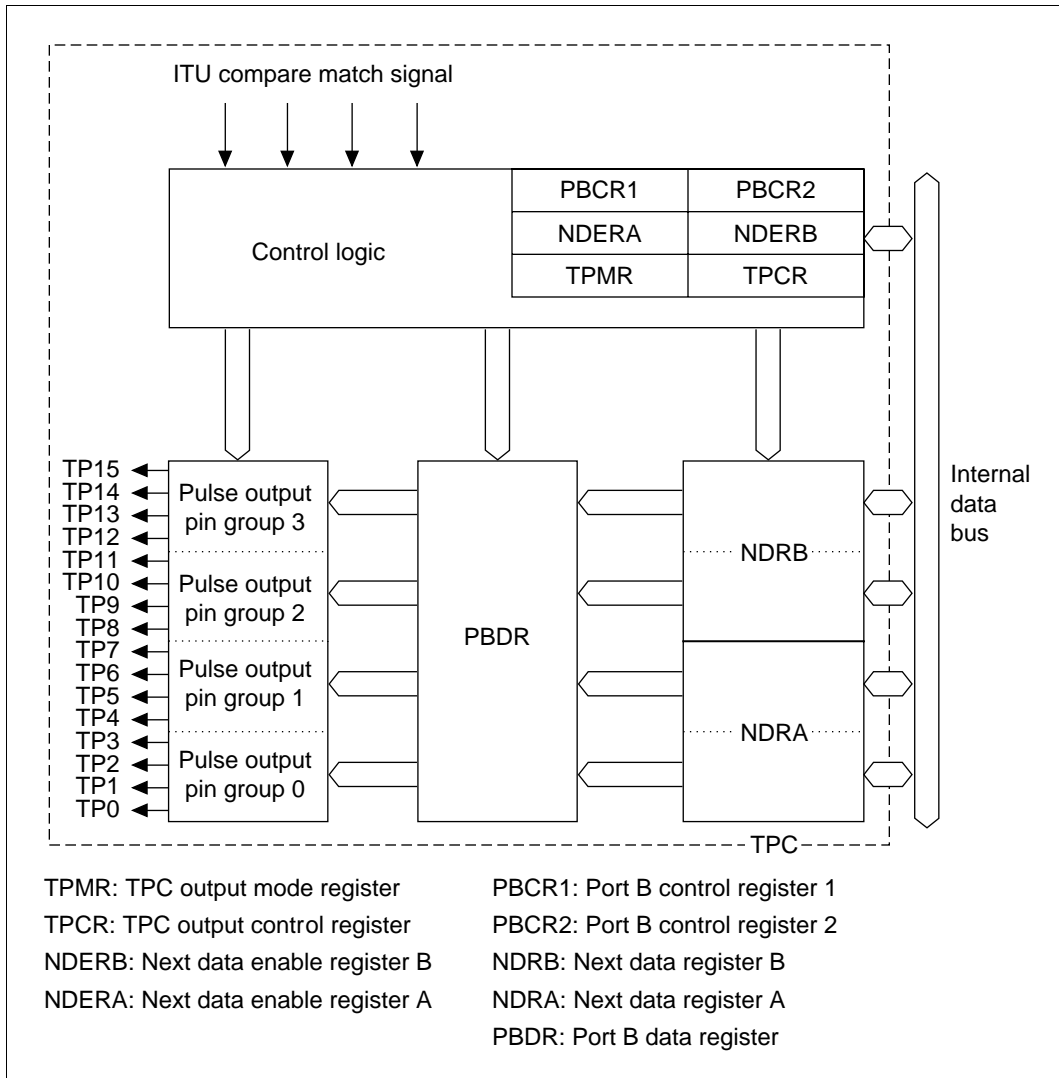 ITU compare match signal
PBCR1 PBCR2
Control logic
NDERA NDERB
TPMR TPCR
TP15
TP14
TP13
TP12
TP11
TP10
TP9
TP8
TP7
TP6
TP5
TP4
TP3
TP2
TP1
TP0
Pulse output
pin group 3
Pulse output
pin group 2
Pulse output
pin group 1
Pulse output
pin group 0
PBDR
NDRB
NDRA
Internal
data
bus
TPC
TPMR: TPC output mode register
TPCR: TPC output control register
NDERB: Next data enable register B
NDERA: Next data enable register A
PBCR1: Port B control register 1
PBCR2: Port B control register 2
NDRB: Next data register B
NDRA: Next data register A
PBDR: Port B data register